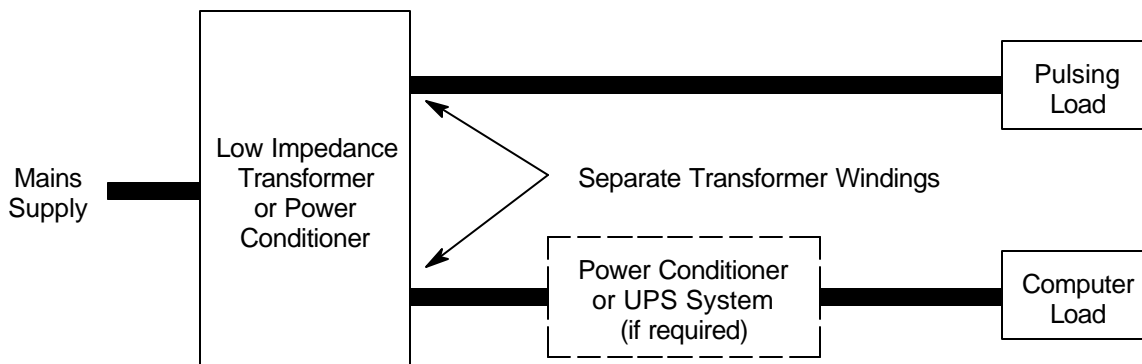 Mains
Supply
Low Impedance
Transformer
or Power
Conditioner
Pulsing
Load
Separate Transformer Windings
Power Conditioner
or UPS System
(if required)
Computer
Load